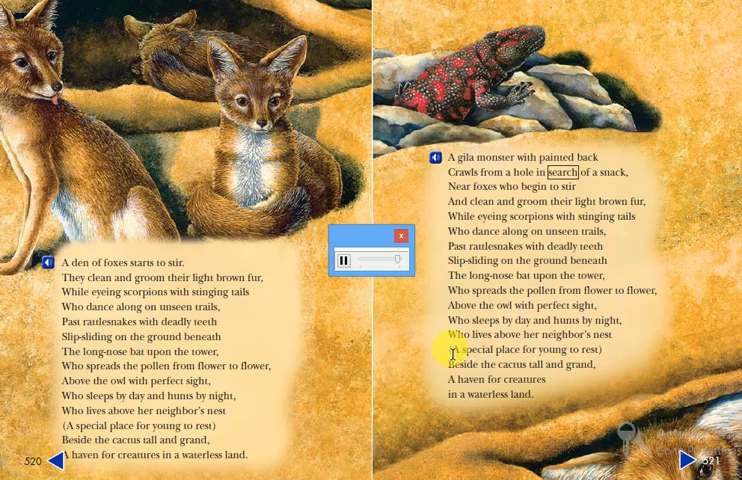 A den of foxes starts to stir.
They clean and groom their light brown fur,
While eyeing scorpions with stinging tails
Who dance along on unseen trails,
Past rattlesnakes with deadly teeth
Slip-sliding on the ground beneath
The long-nose bat upon the tower,
Who spreads the pollen from flower to flower,
Above the owl with perfect sight,
Who sleeps by day and hunts by night,
Who lives above her neighbor's nest
(A special place for young to rest)
Beside the cactus tall and grand,
A haven for creatures in a waterless land.
520
x
A gila monster with painted back
Crawls from a hole in search of a snack,
Near foxes who begin to stir
And clean and groom their light brown fur,
While eyeing scorpions with stinging tails
Who dance along on unseen trails,
Past rattlesnakes with deadly teeth
Slip-sliding on the ground beneath
The long-nose bat upon the tower,
Who spreads the pollen from flower to flower,
Above the owl with perfect sight,
Who sleeps by day and hunts by night,
Who lives above her neighbor's nest
(A special place for young to rest)
Beside the cactus tall and grand,
A haven for creatures
in a waterless land.
521